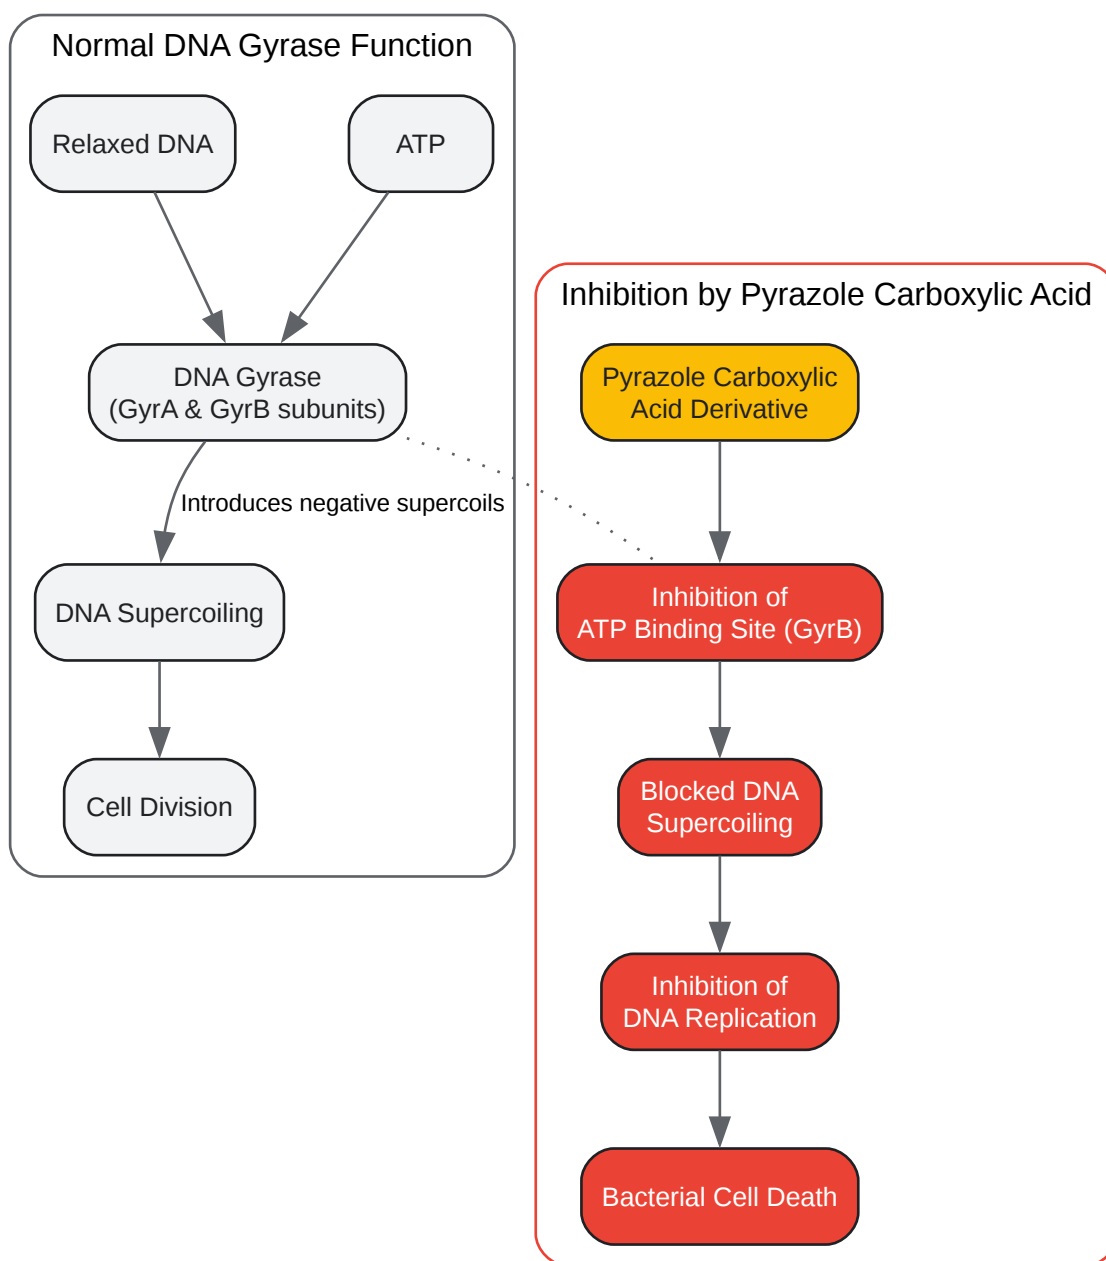 Normal DNA Gyrase Function
Relaxed DNA
ATP
DNA Gyrase
(GyrA & GyrB subunits)
Introduces negative supercoils
DNA Supercoiling
Cell Division
Inhibition by Pyrazole Carboxylic Acid
Pyrazole Carboxylic
Acid Derivative
Inhibition of
ATP Binding Site (GyrB)
Blocked DNA
Supercoiling
Inhibition of
DNA Replication
Bacterial Cell Death